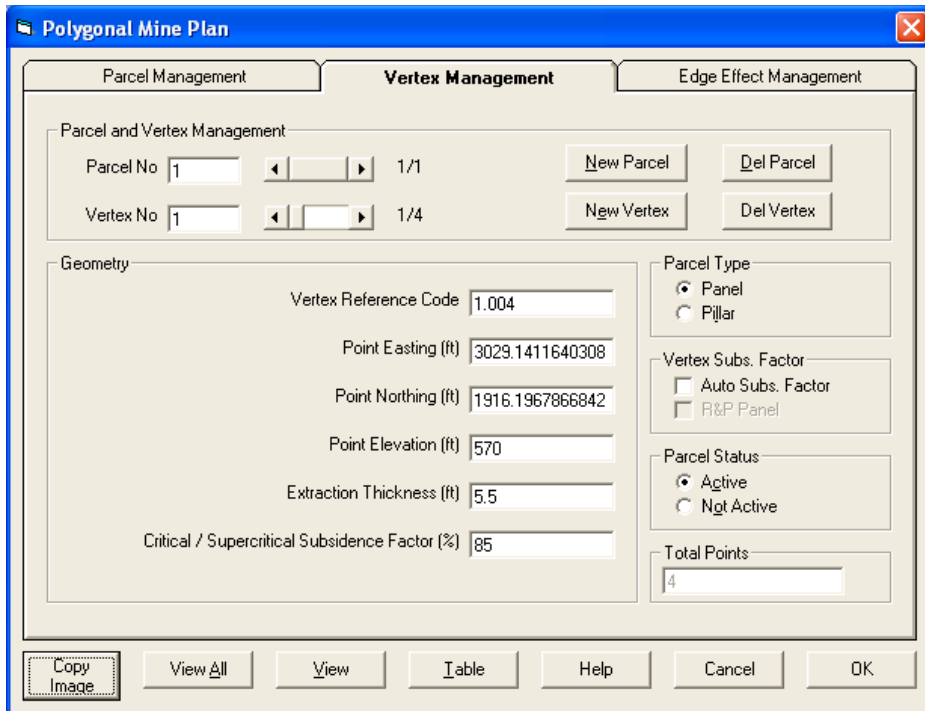 Polygonal Mine Plan
Parcel Management Vertex Management Edge Effect Management
Parcel and Vertex Management
Parcel No 1 1/1 New Parcel Del Parcel
Vertex No 1 1/4 New Vertex Del Vertex
Geometry
Vertex Reference Code 1.004
Point Easting (ft) 3029.1411640308
Point Northing (ft) 1916.1967866842
Point Elevation (ft) 570
Extraction Thickness (ft) 5.5
Critical / Supercritical Subsidence Factor (%) 85
Parcel Type
Panel
Pillar
Vertex Subs. Factor
Auto Subs. Factor
R&P Panel
Parcel Status
Active
Not Active
Total Points
4
Copy Image View All View Table Help Cancel OK